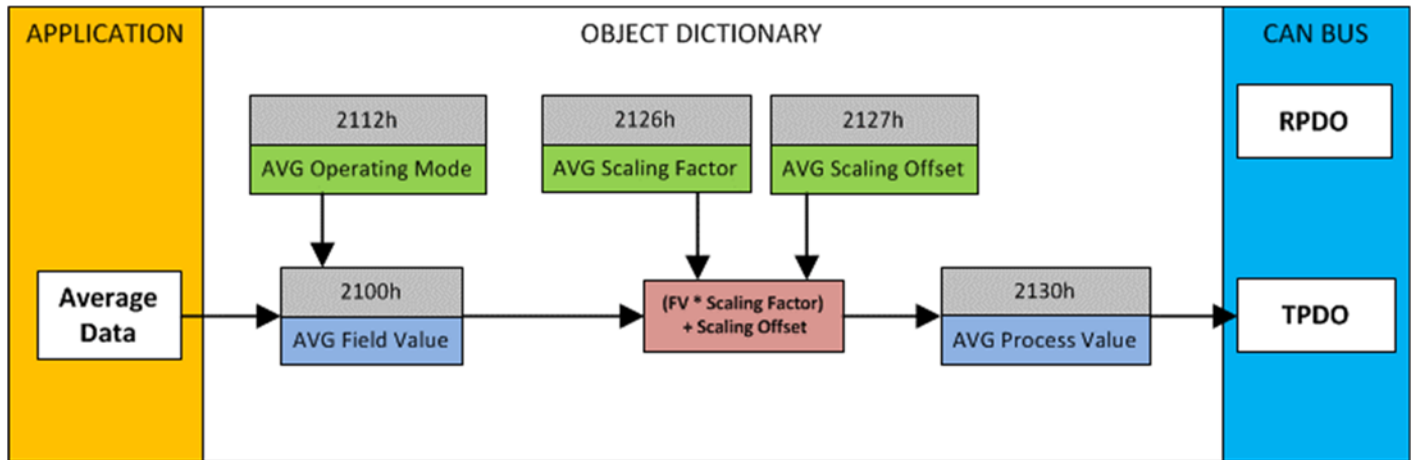 APPLICATION
OBJECT DICTIONARY
CAN BUS
2112h
AVG Operating Mode
2126h
AVG Scaling Factor
2127h
AVG Scaling Offset
RPDO
Average
Data
2100h
AVG Field Value
(FV * Scaling Factor)
+ Scaling Offset
2130h
AVG Process Value
TPDO